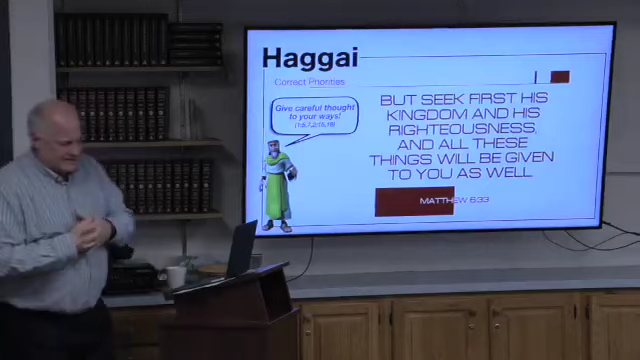 Haggai
Correct Priorities
Give careful thought
to your ways!
BUT SEEK FIRST HIS
KINGDOM AND HIS
RIGHTEOUSNESS,
AND ALL THESE
THINGS WILL BE GIVEN
TO YOU AS WELL.
MATTHEW 6:33